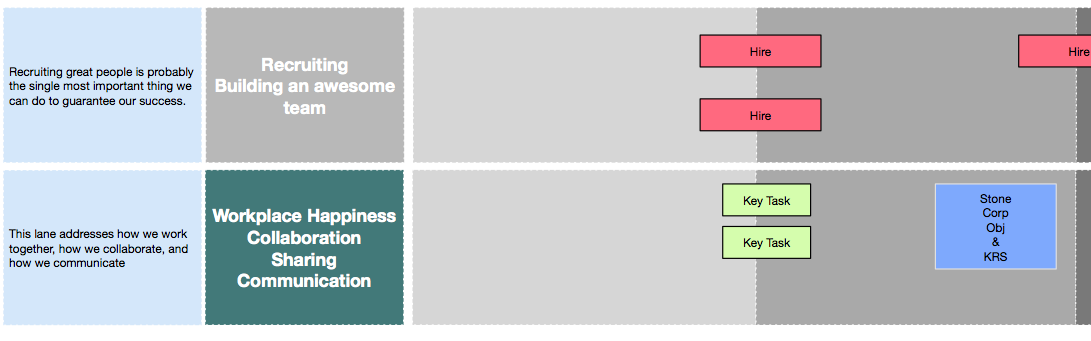 Recruiting great people is probably
the single most important thing we
can do to guarantee our success.
Recruiting
Building an awesome
team
Hire
Hire
Hire
This lane addresses how we work
together, how we collaborate, and
how we communicate
Workplace Happiness
Collaboration
Sharing
Communication
Key Task
Key Task
Stone
Corp
Obj
&
KRS